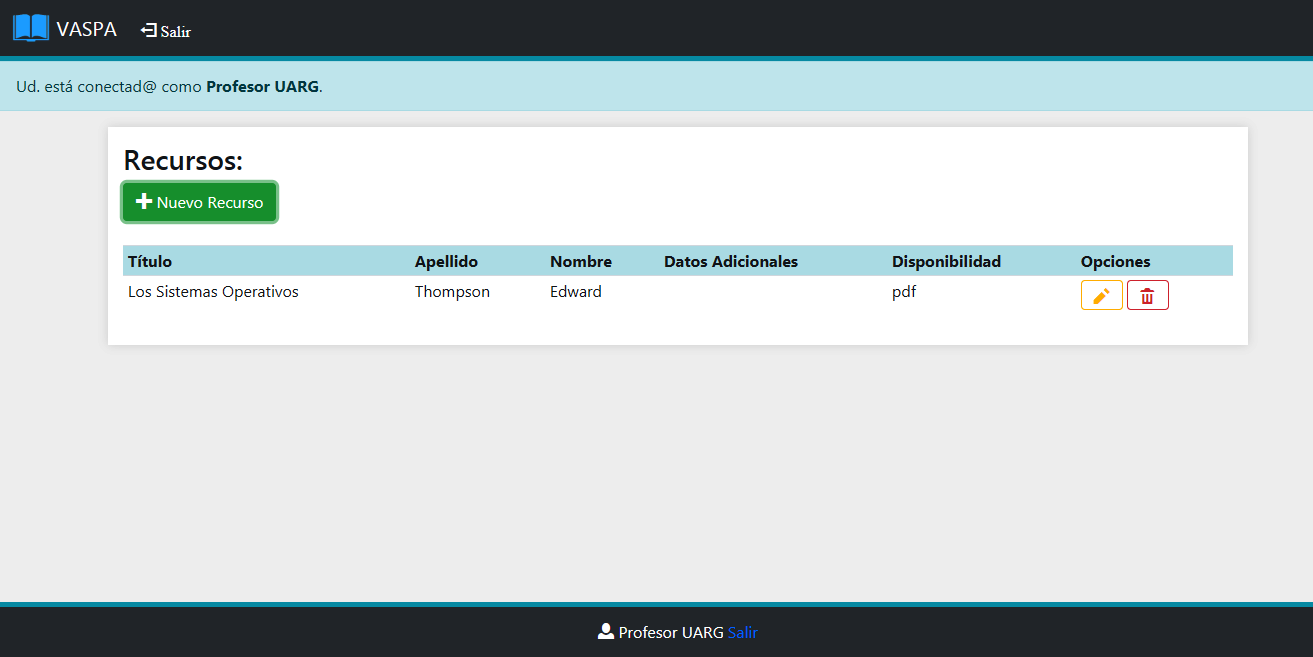 VASPA Salir
Ud. está conectad@ como Profesor UARG.
Recursos:
Nuevo Recurso
Título Apellido Nombre Datos Adicionales Disponibilidad Opciones
Los Sistemas Operativos Thompson Edward pdf
Profesor UARG Salir